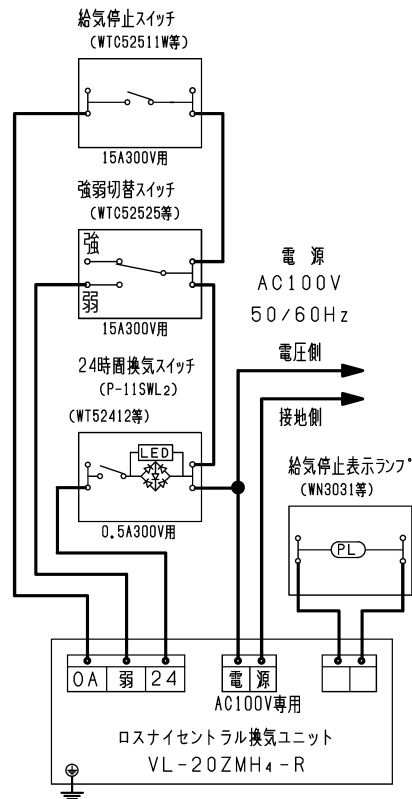 給気停止スイッチ
(WTC52511W等)
15A300V用
強弱切替スイッチ
(WTC52525等)
強
弱
15A300V用
電 源
AC100V
50/60Hz
電圧側
接地側
24時間換気スイッチ
(P-11SWL2)
(WT52412等)
LED
0.5A300V用
給気停止表示ランプ
(WN3031等)
PL
OA 弱 24 電 源
AC100V専用
ロスナイセントラル換気ユニット
VL-20ZMH4-R